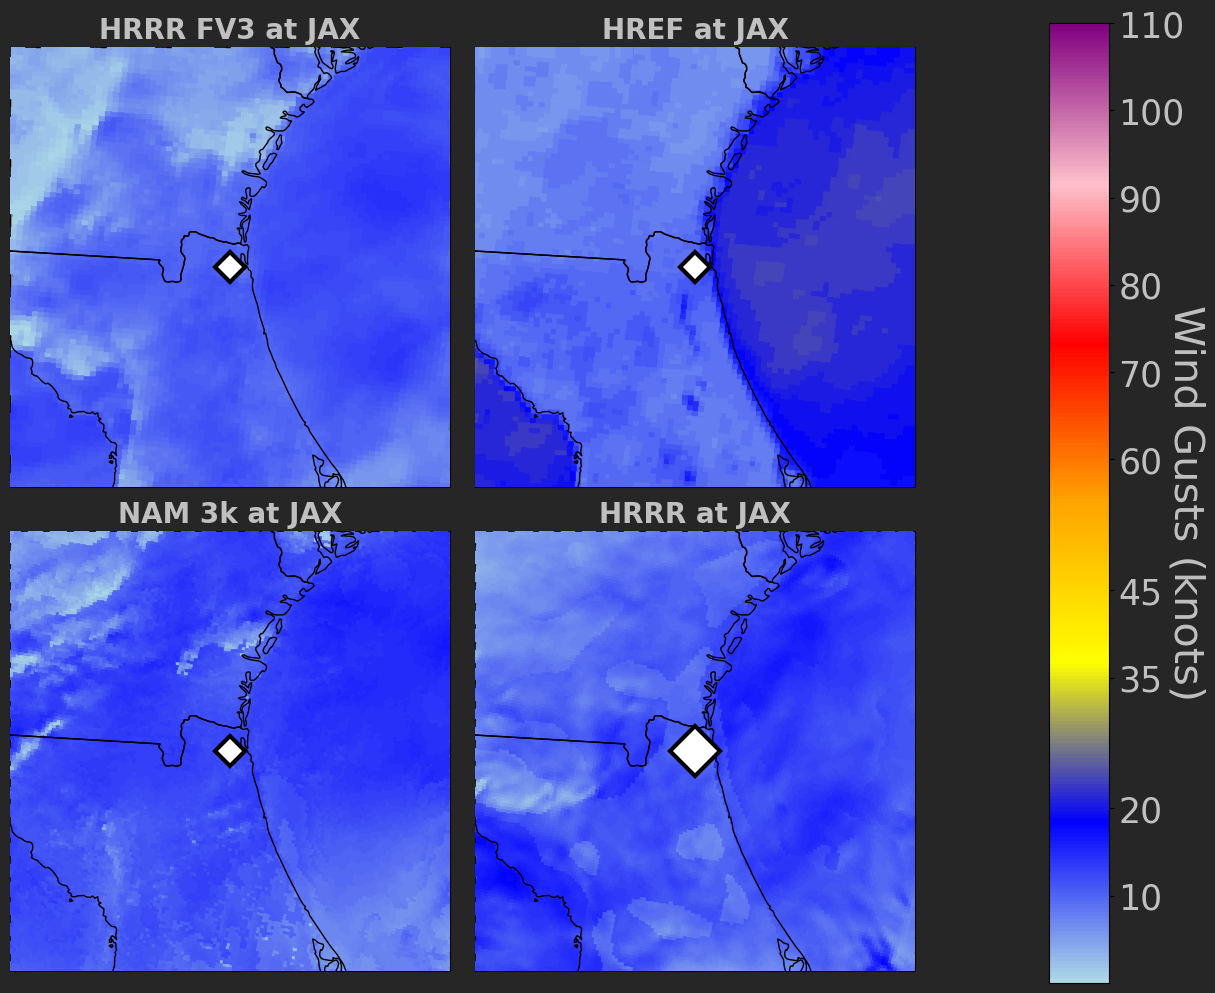 HRRR FV3 at JAX
HREF at JAX
NAM 3k at JAX
HRRR at JAX
110
100
90
80
70
60
45
35
20
10
Wind Gusts (knots)